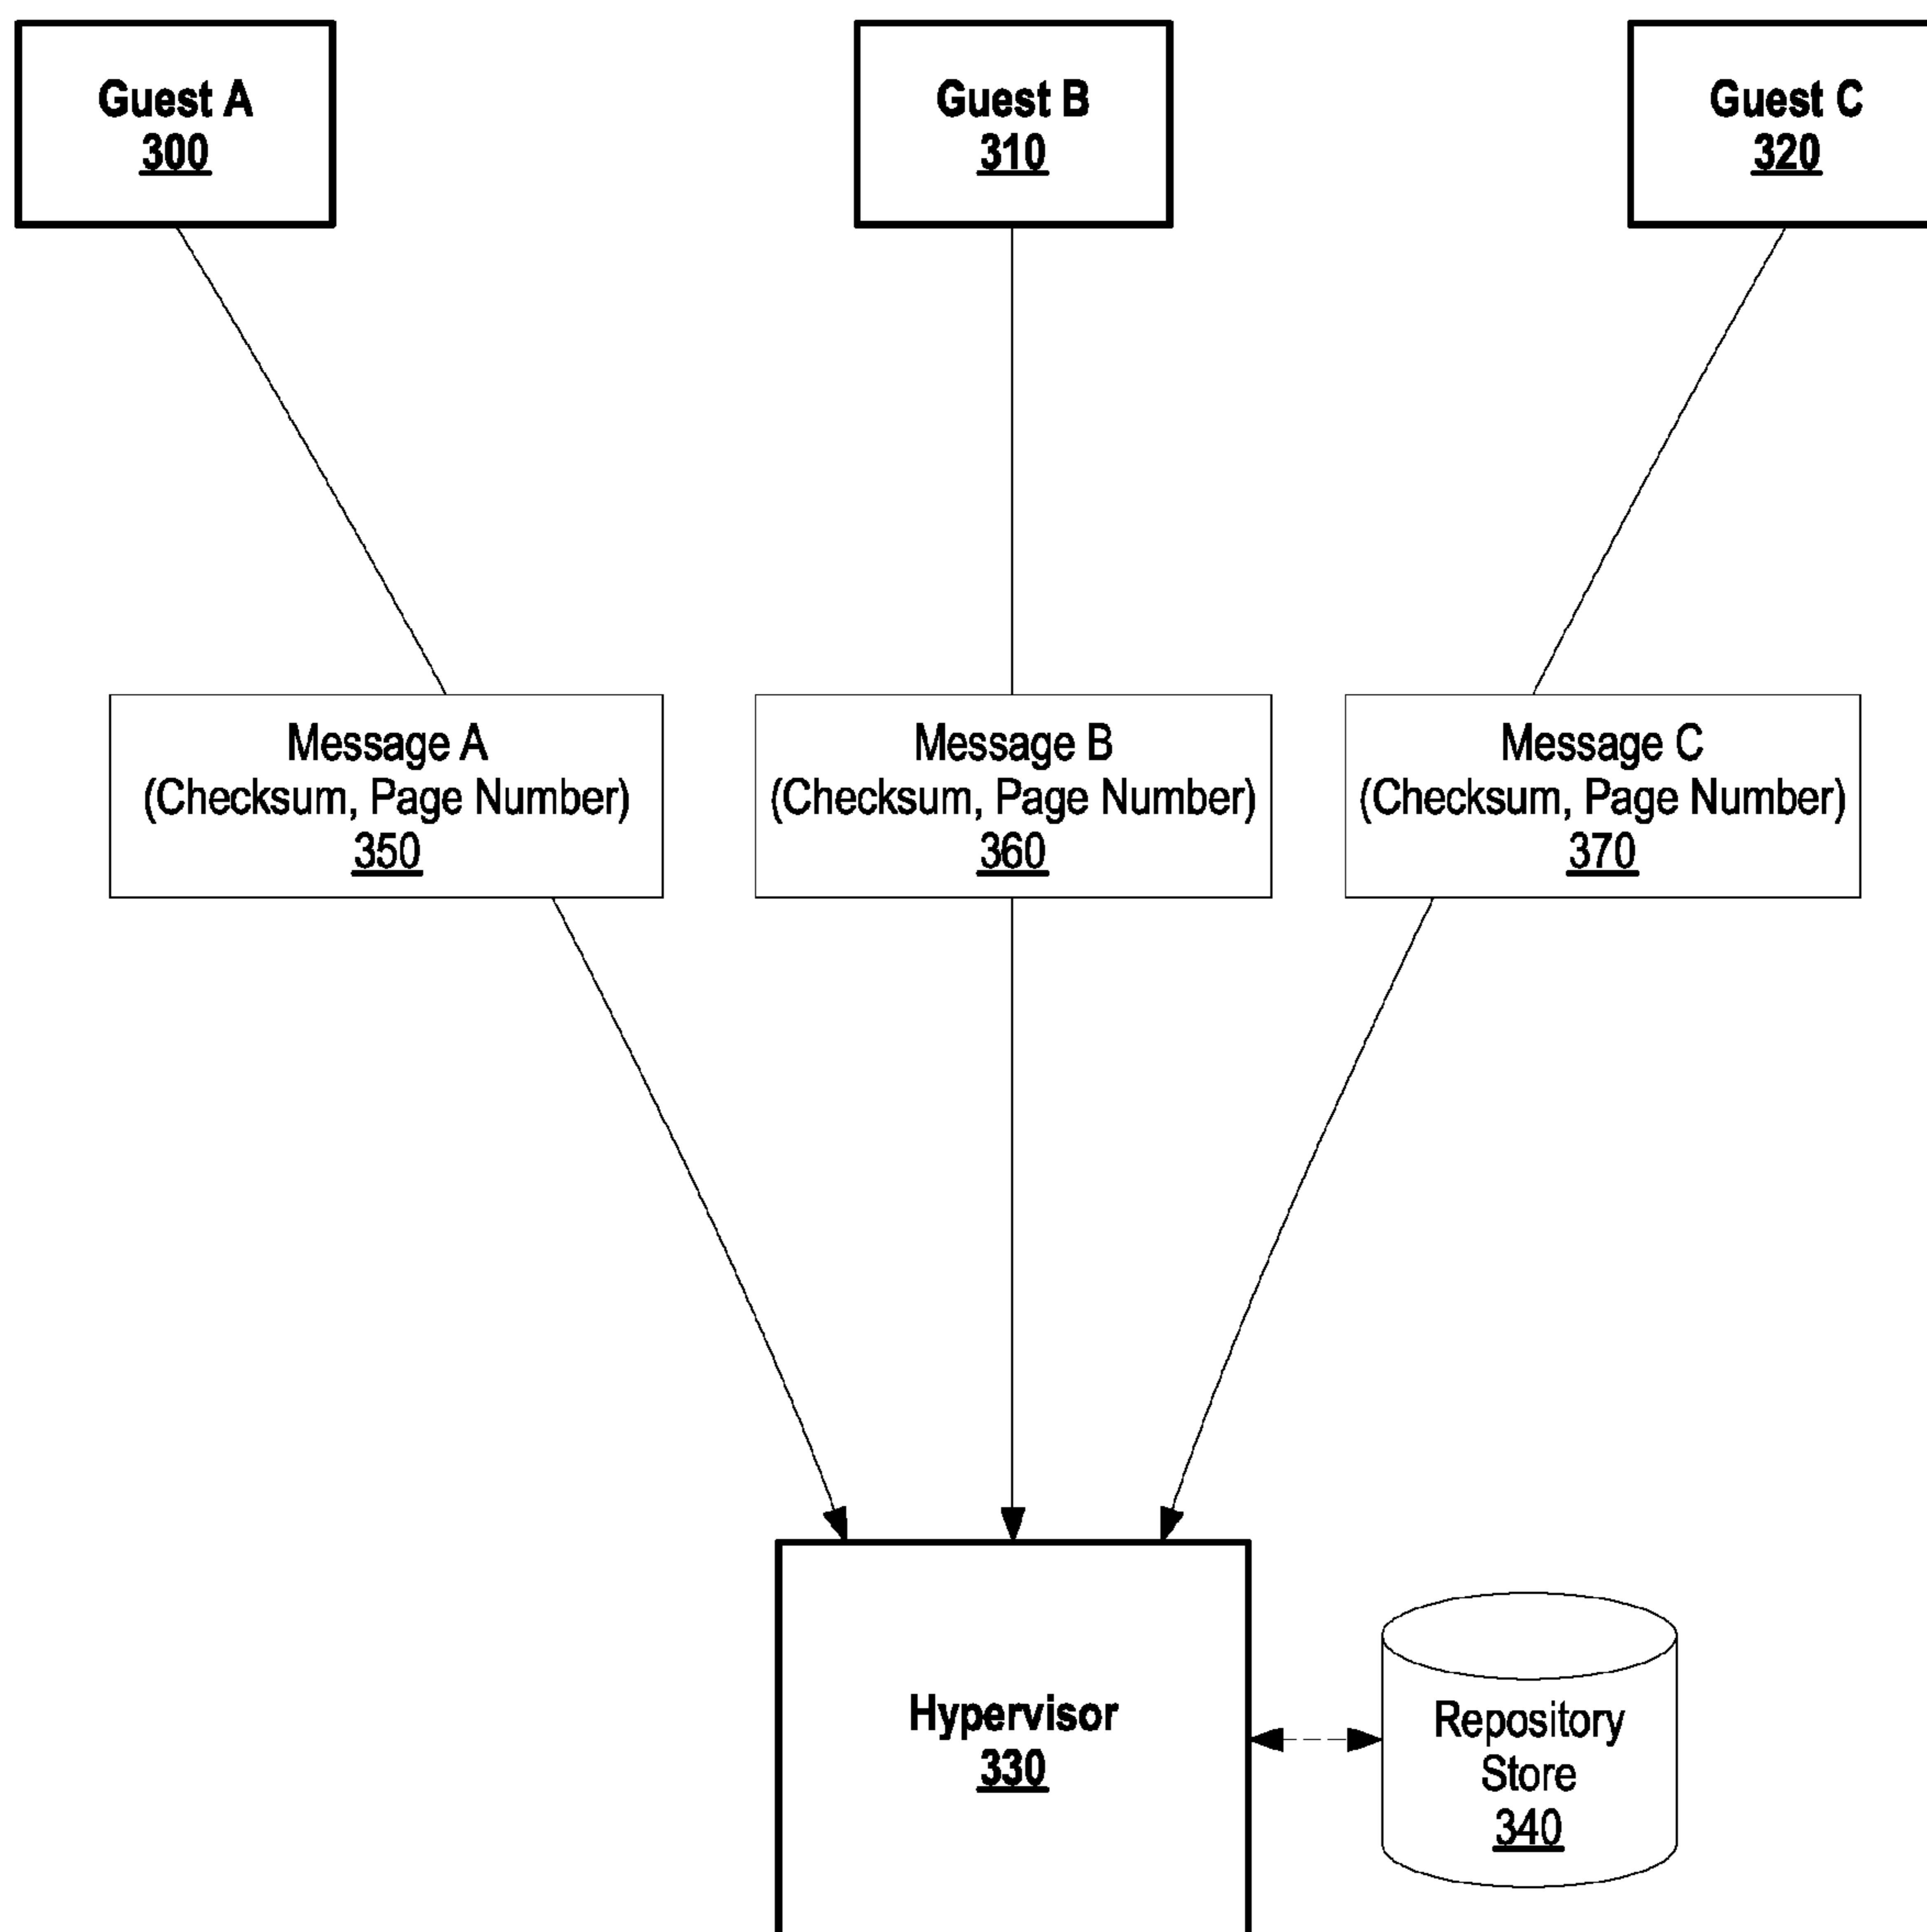 Guest A
300
Guest B
310
Guest C
320
Message A
(Checksum, Page Number)
350
Message B
(Checksum, Page Number)
360
Message C
(Checksum, Page Number)
370
Hypervisor
330
Repository
Store
340